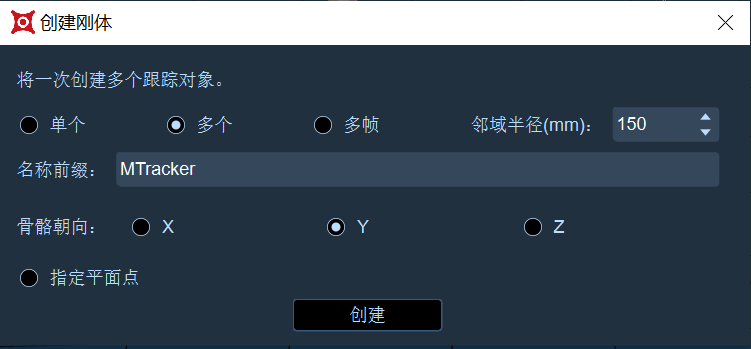 创建刚体
将一次创建多个跟踪对象。
单个 多个 多帧 邻域半径(mm): 150
名称前缀: MTracker
骨骼朝向: X Y Z
指定平面点
创建